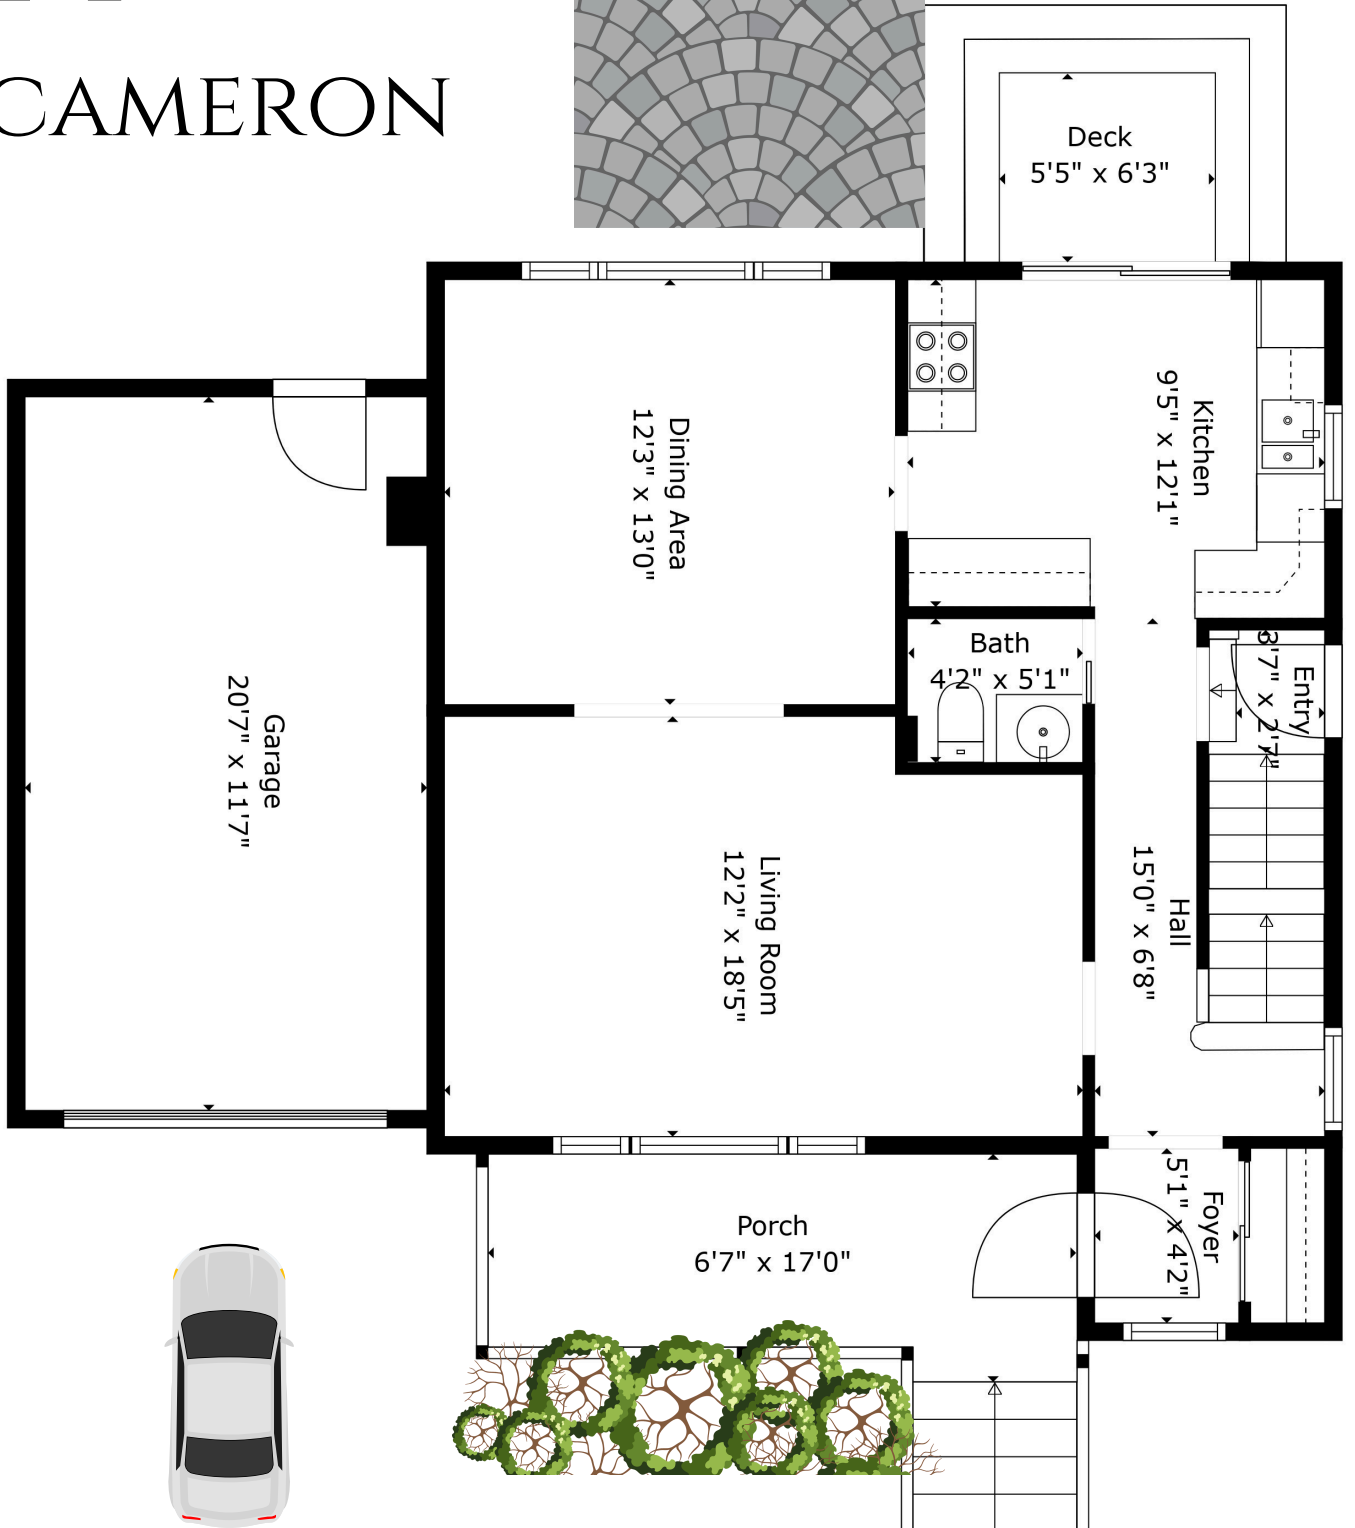 CAMERON
Deck
5'5" x 6'3"
Dining Area
12'3" x 13'0"
Kitchen
9'5" x 12'1"
Bath
4'2" x 5'1"
Entry
3'7" x 2'7"
Garage
20'7" x 11'7"
Living Room
12'2" x 18'5"
Hall
15'0" x 6'8"
Porch
6'7" x 17'0"
Foyer
5'1" x 4'2"